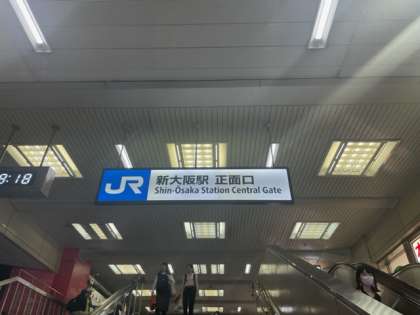 8:18
JR 新大阪駅 正面口
Shin-Osaka Station Central Gate